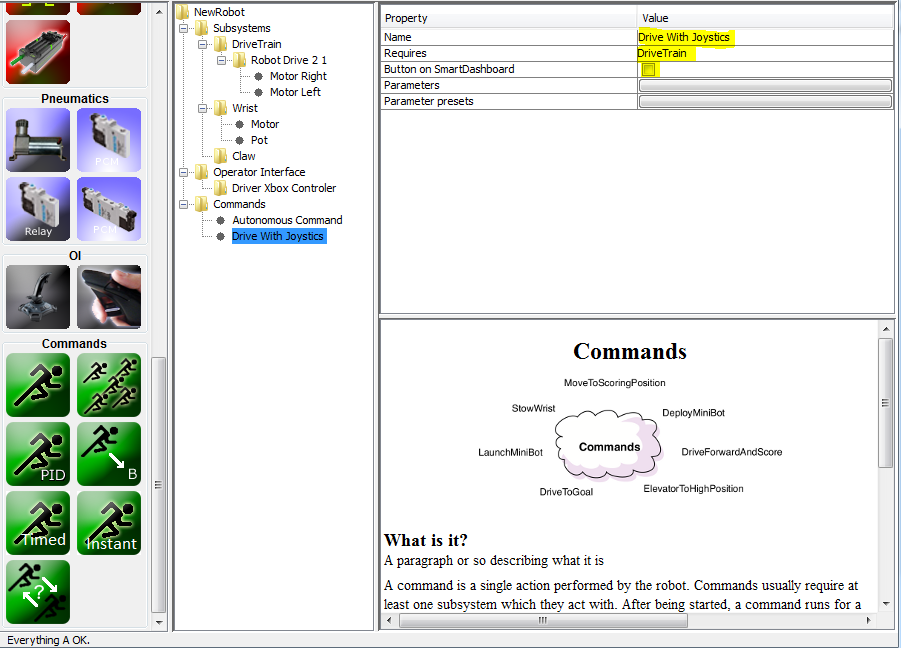 Pneumatics
PCM
Relay
PCM
OI
Commands
PID
B
Timed
Instant
?
Everything A OK.
NewRobot
Subsystems
DriveTrain
Robot Drive 2 1
Motor Right
Motor Left
Wrist
Motor
Pot
Claw
Operator Interface
Driver Xbox Controler
Commands
Autonomous Command
Drive With Joystics
Property Value
Name Drive With Joystics
Requires DriveTrain
Button on SmartDashboard
Parameters
Parameter presets
Commands
MoveToScoringPosition
StowWrist
DeployMiniBot
LaunchMiniBot
Commands
DriveForwardAndScore
DriveToGoal
ElevatorToHighPosition
What is it?
A paragraph or so describing what it is
A command is a single action performed by the robot. Commands usually require at
least one subsystem which they act with. After being started, a command runs for a